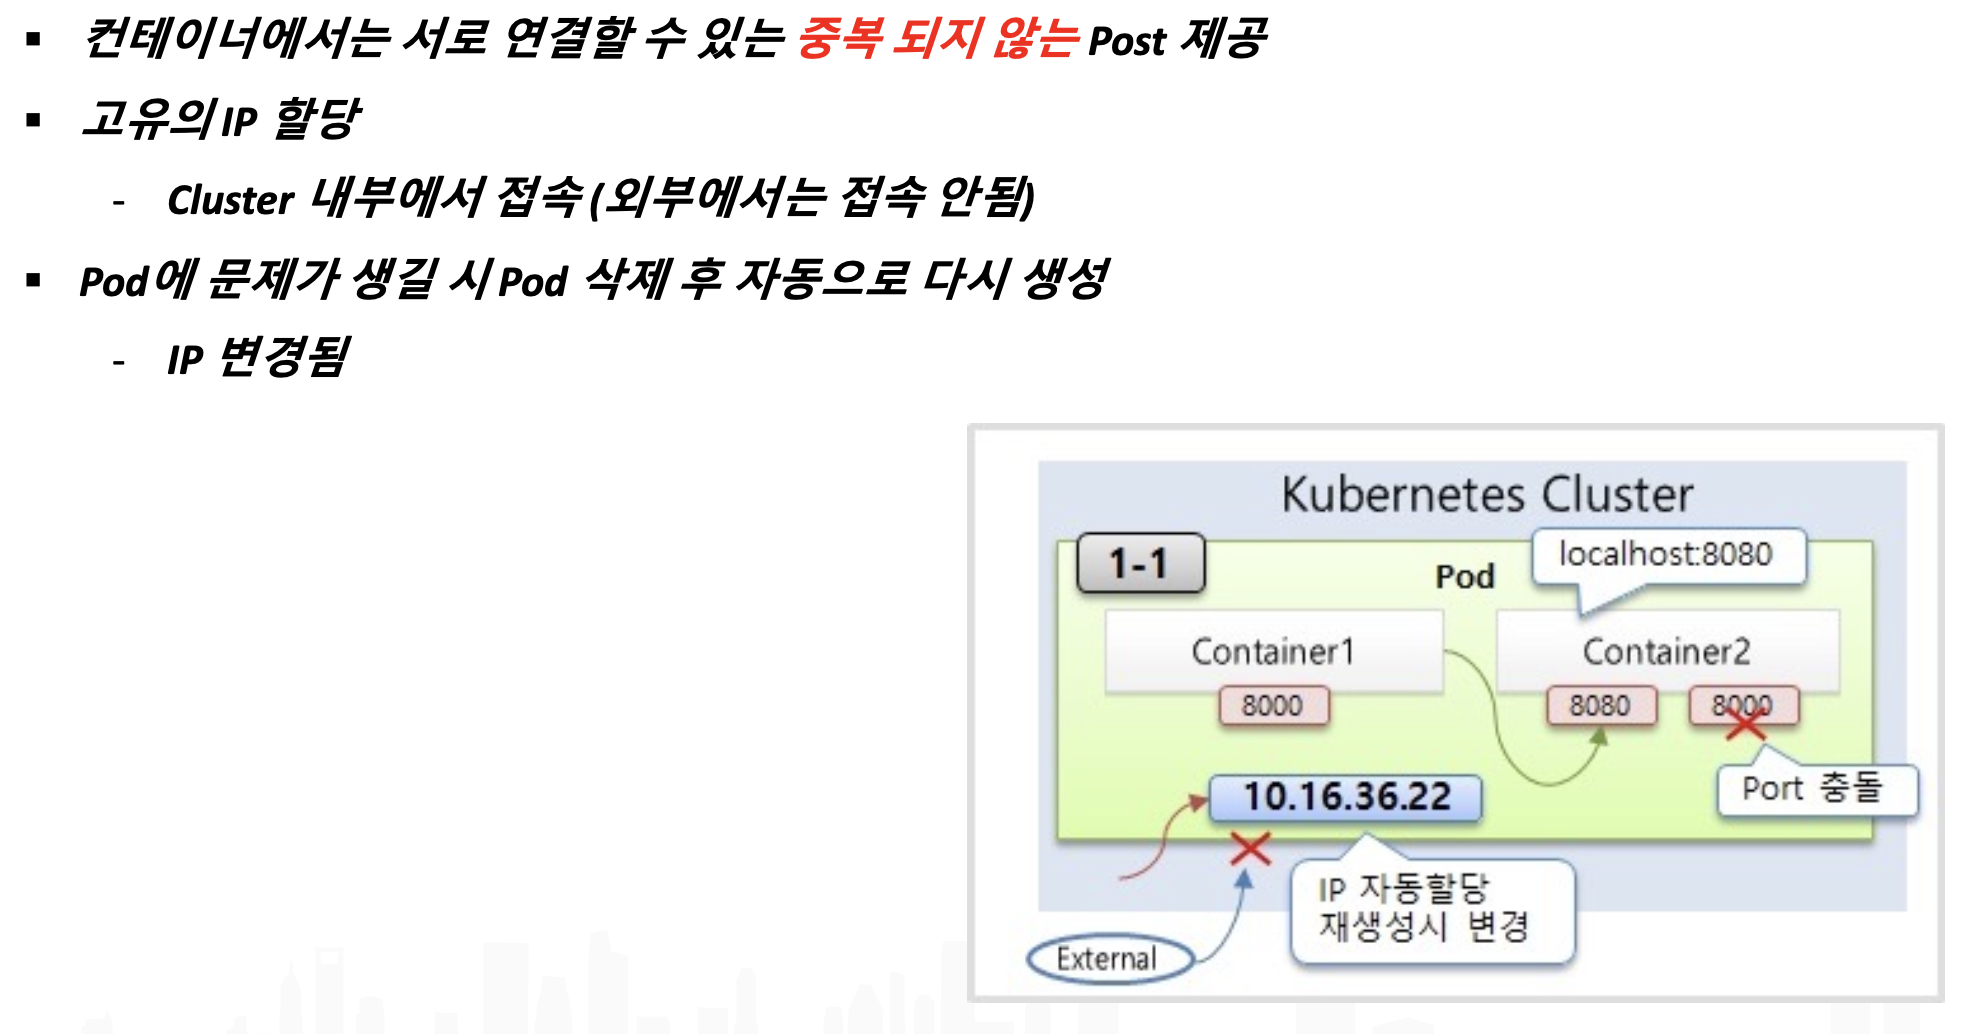 ▪ 컨테이너에서는 서로 연결할 수 있는 중복 되지 않는 Post 제공
▪ 고유의 IP 할당
- Cluster 내부에서 접속 (외부에서는 접속 안됨)
▪ Pod에 문제가 생길 시 Pod 삭제 후 자동으로 다시 생성
- IP 변경됨
Kubernetes Cluster
1-1
Pod
localhost:8080
Container1
Container2
8000
8080
8000
10.16.36.22
Port 충돌
IP 자동할당
재생성시 변경
External